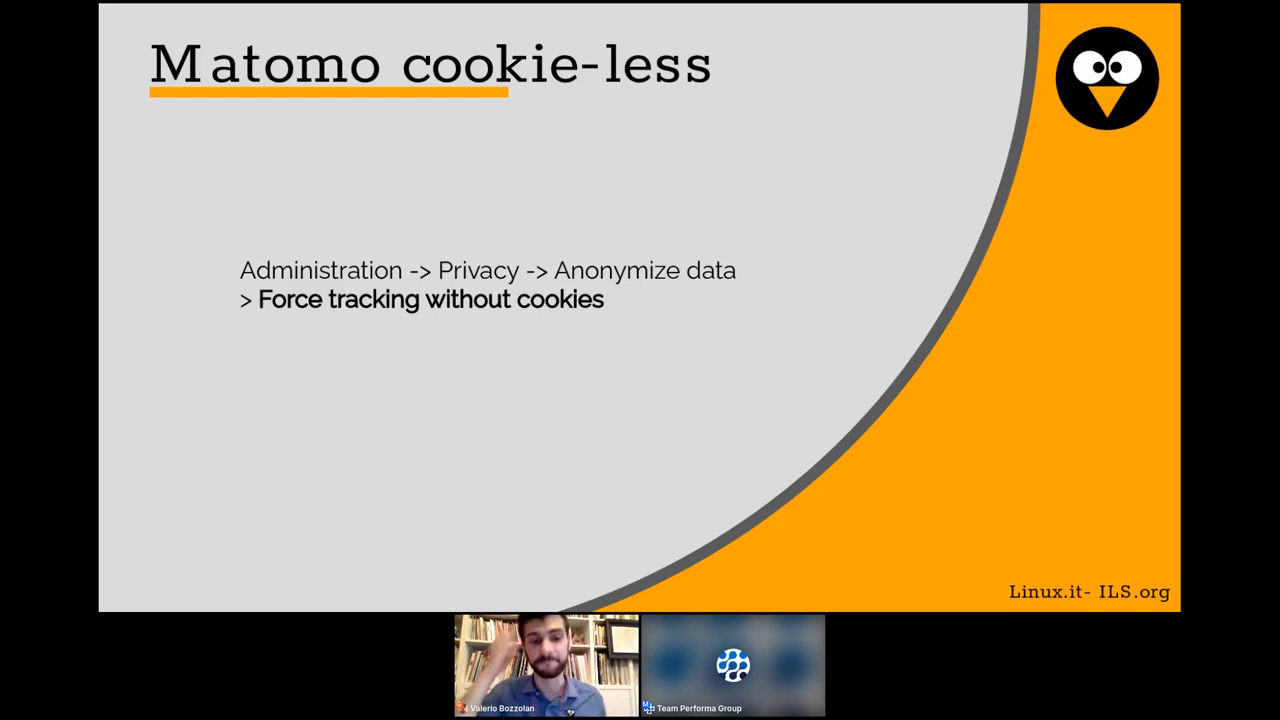 Matomo cookie-less
Administration -> Privacy -> Anonymize data
> Force tracking without cookies
Linux.it- ILS.org
Valerio Bozzolan
Team Performa Group